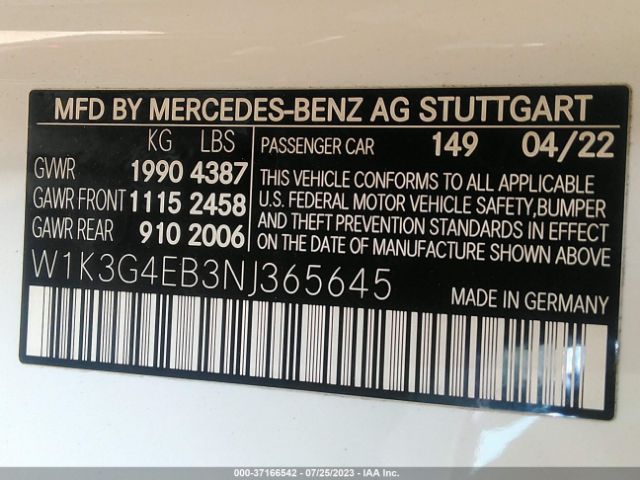 MFD BY MERCEDES-BENZ AG STUTTGART
KG LBS
GVWR 1990 4387
GAWR FRONT 1115 2458
GAWR REAR 910 2006
PASSENGER CAR 149 04/22
THIS VEHICLE CONFORMS TO ALL APPLICABLE
U.S. FEDERAL MOTOR VEHICLE SAFETY,BUMPER
AND THEFT PREVENTION STANDARDS IN EFFECT
ON THE DATE OF MANUFACTURE SHOWN ABOVE
W1K3G4EB3NJ365645
MADE IN GERMANY
000-37166542 / 07/25/2023 - IAA Inc.